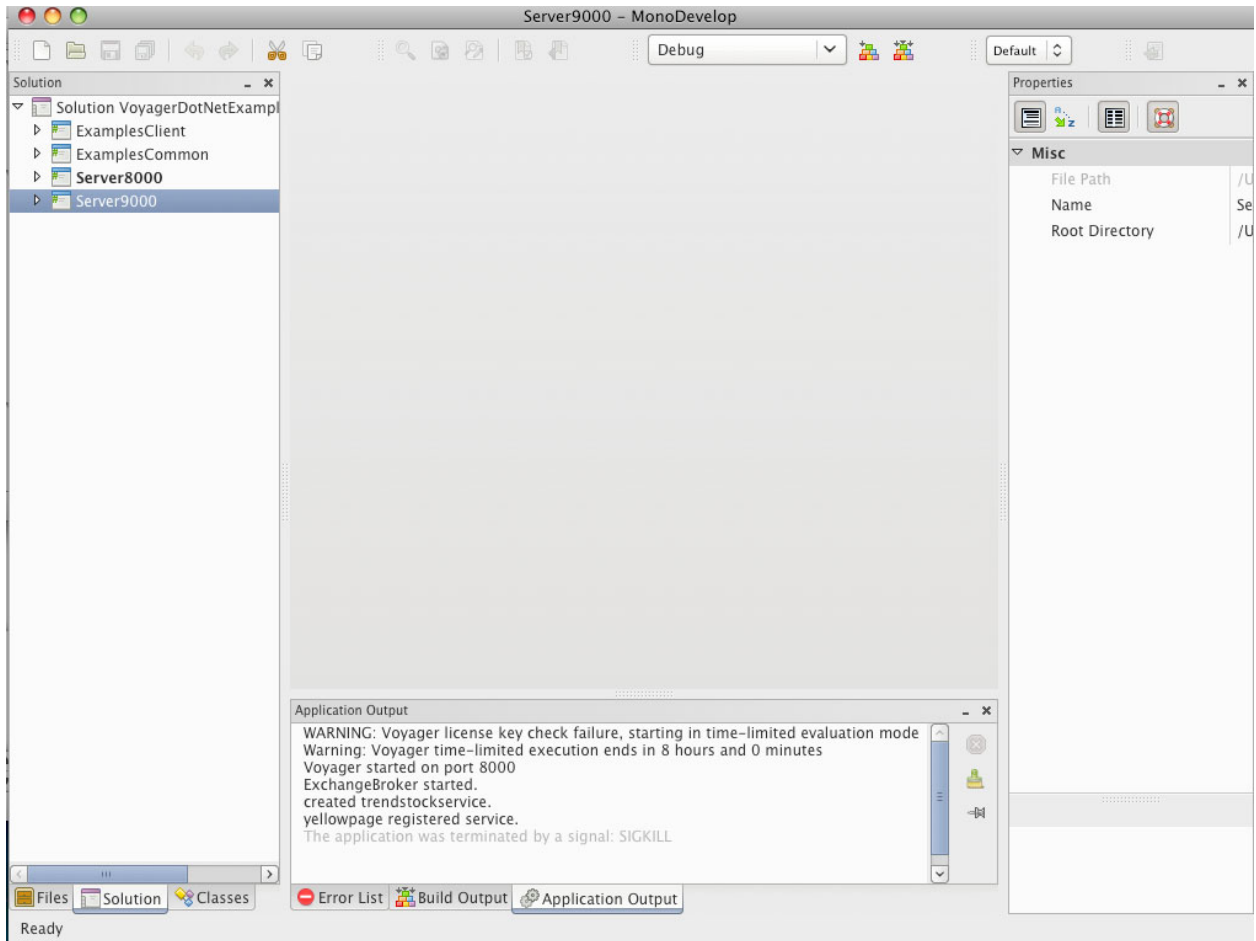 Server9000 – MonoDevelop
Debug
Default
Solution
Solution VoyagerDotNetExampl
ExamplesClient
ExamplesCommon
Server8000
Server9000
Properties
Misc
File Path /U
Name Se
Root Directory /U
Application Output
WARNING: Voyager license key check failure, starting in time-limited evaluation mode
Warning: Voyager time-limited execution ends in 8 hours and 0 minutes
Voyager started on port 8000
ExchangeBroker started.
created trendstockservice.
yellowpage registered service.
The application was terminated by a signal: SIGKILL
Files Solution Classes
Error List Build Output Application Output
Ready